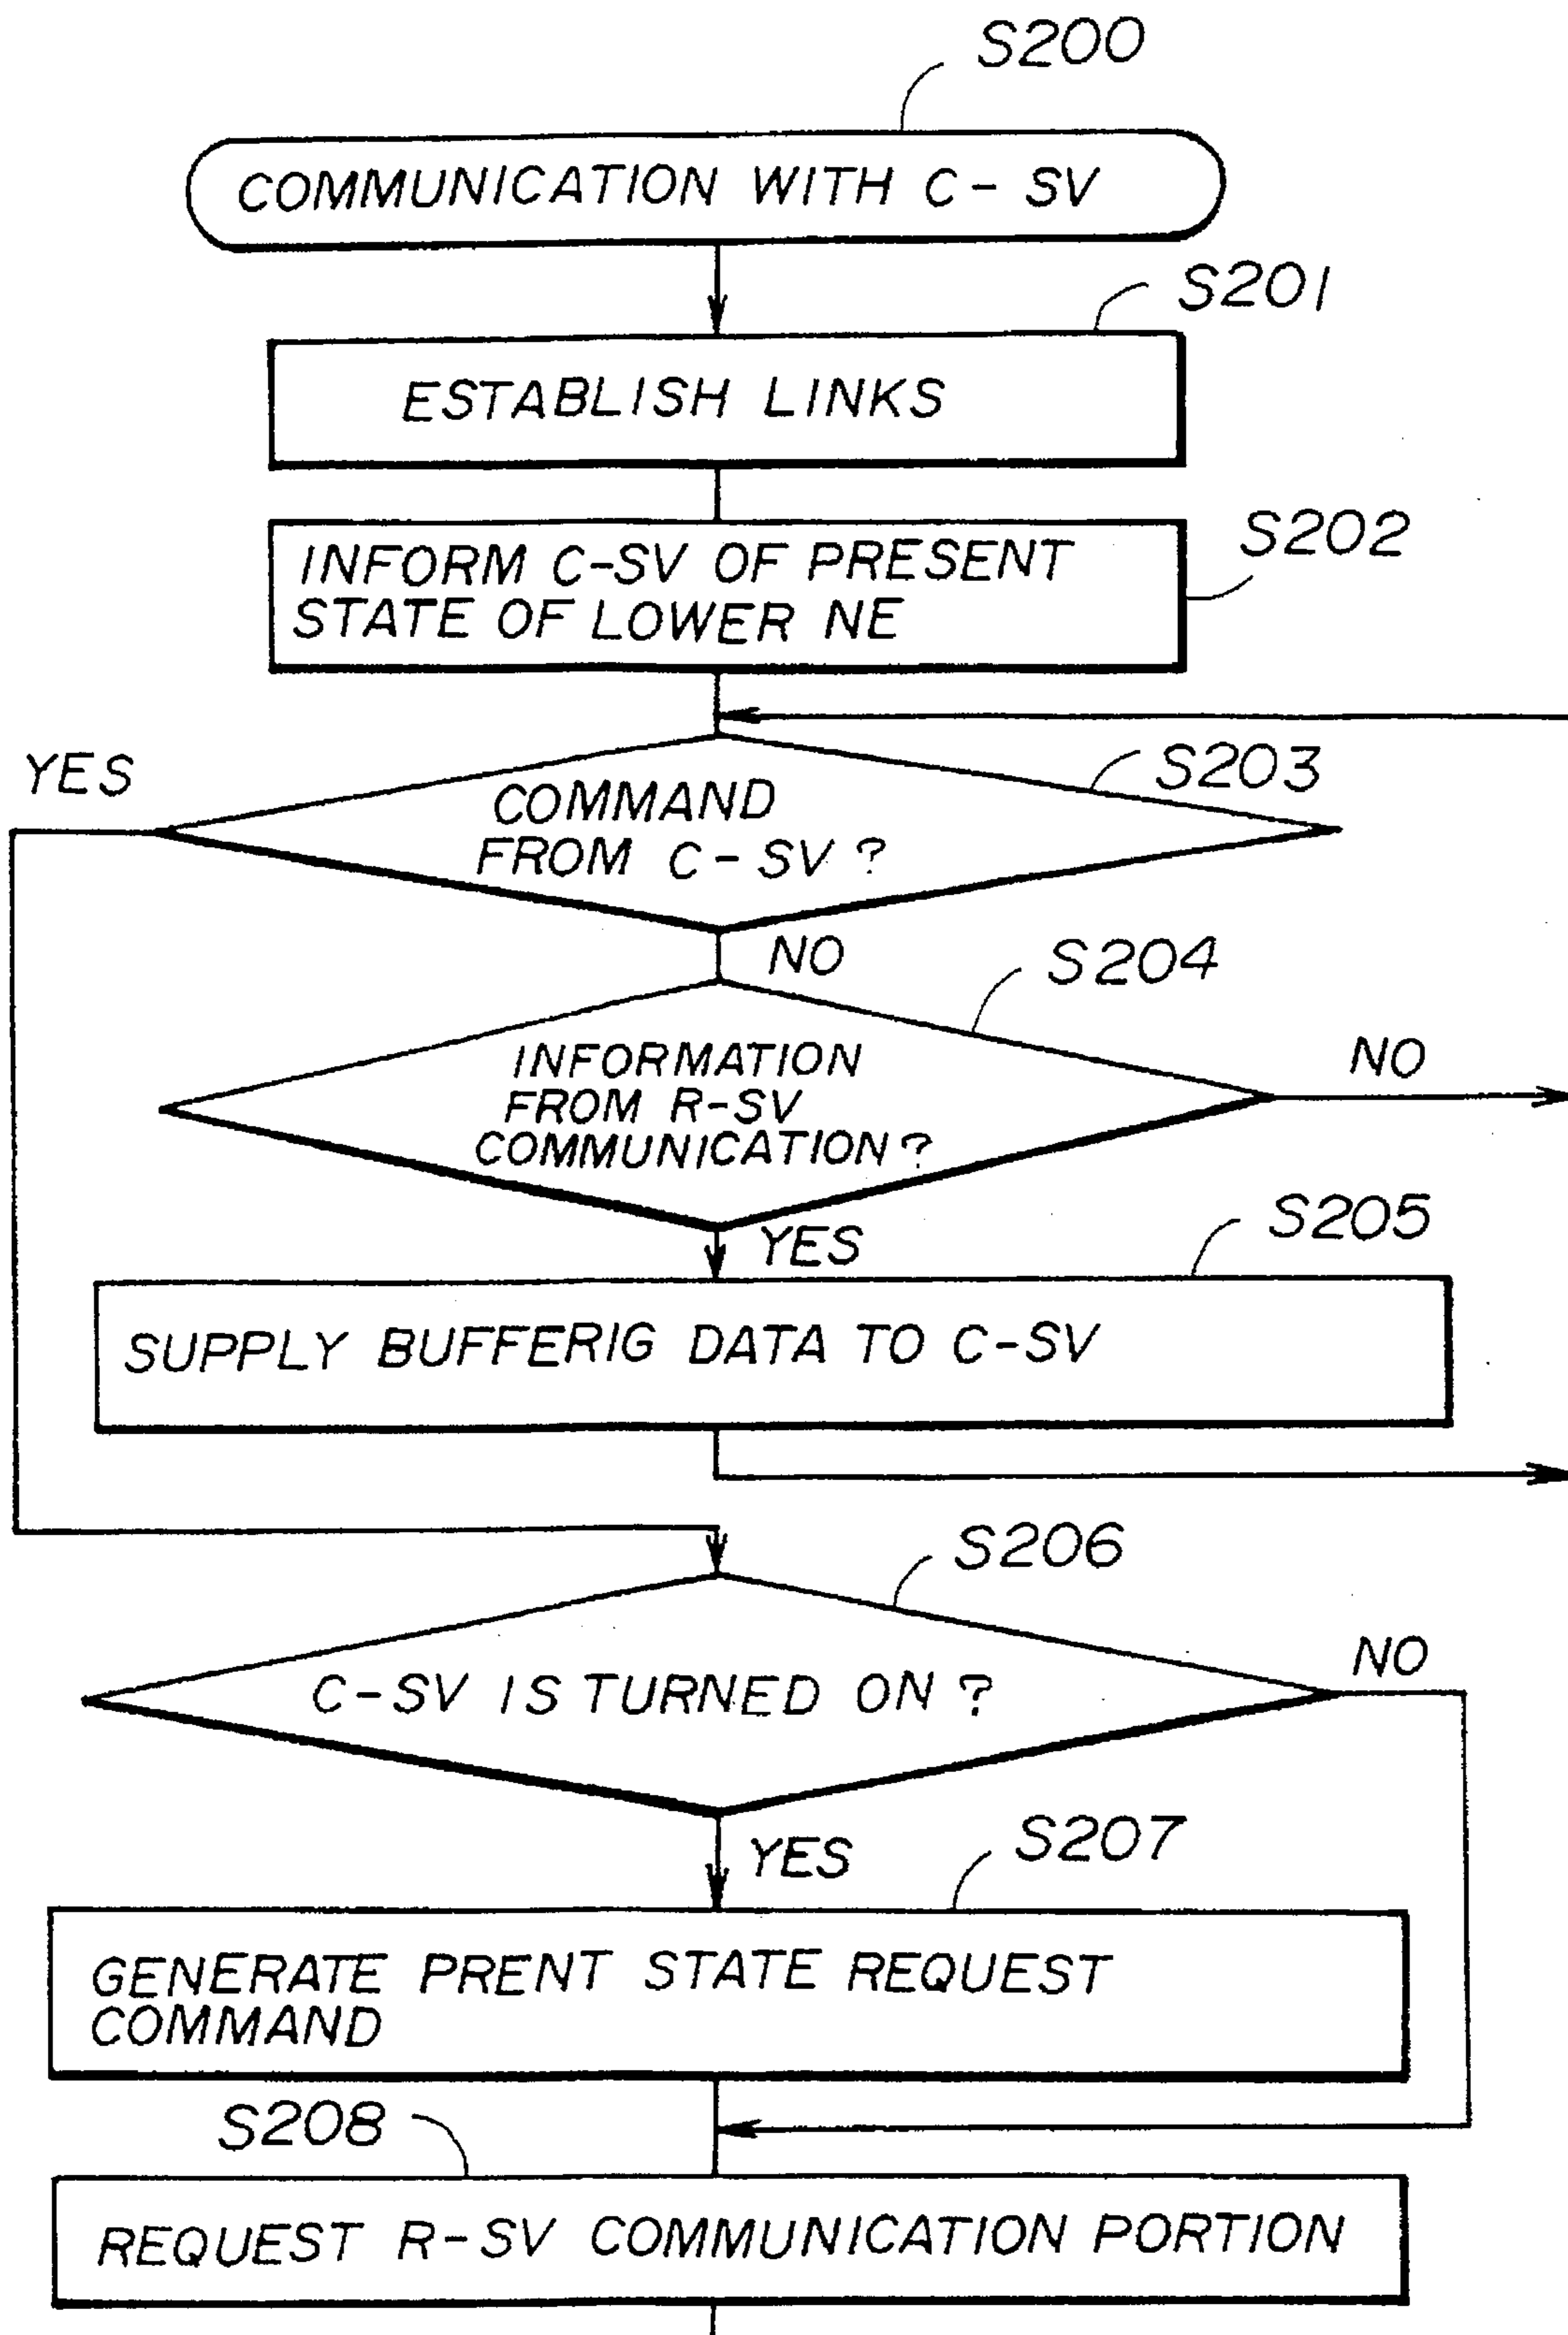 S200
COMMUNICATION WITH C-SV
S201
ESTABLISH LINKS
S202
INFORM C-SV OF PRESENT
STATE OF LOWER NE
YES
S203
COMMAND
FROM C-SV?
NO
S204
INFORMATION
FROM R-SV
COMMUNICATION?
NO
YES
S205
SUPPLY BUFFERIG DATA TO C-SV
S206
C-SV IS TURNED ON?
NO
YES
S207
GENERATE PRENT STATE REQUEST
COMMAND
S208
REQUEST R-SV COMMUNICATION PORTION